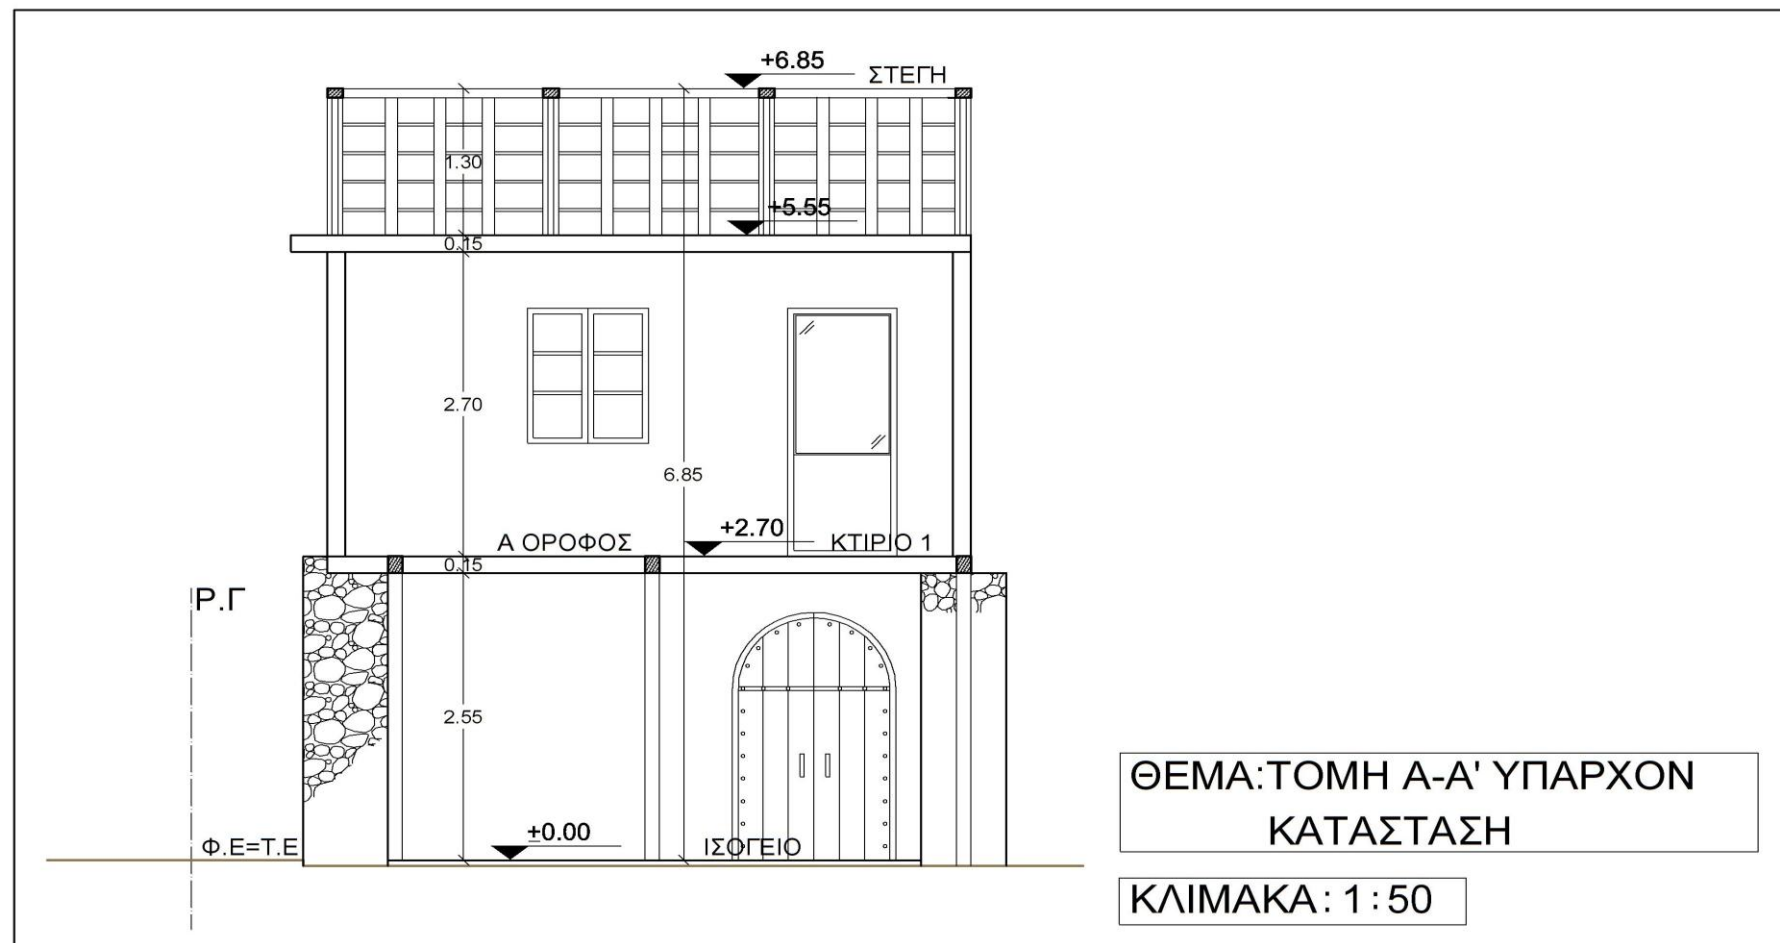 +6.85
ΣΤΕΓΗ
1.30
+5.55
0.15
2.70
6.85
+2.70
Α ΟΡΟΦΟΣ
ΚΤΙΡΙΟ 1
0.15
Ρ.Γ
2.55
±0.00
Φ.Ε=Τ.Ε
ΙΣΟΓΕΙΟ
ΘΕΜΑ:ΤΟΜΗ Α-Α' ΥΠΑΡΧΟΝ
ΚΑΤΑΣΤΑΣΗ
ΚΛΙΜΑΚΑ: 1:50